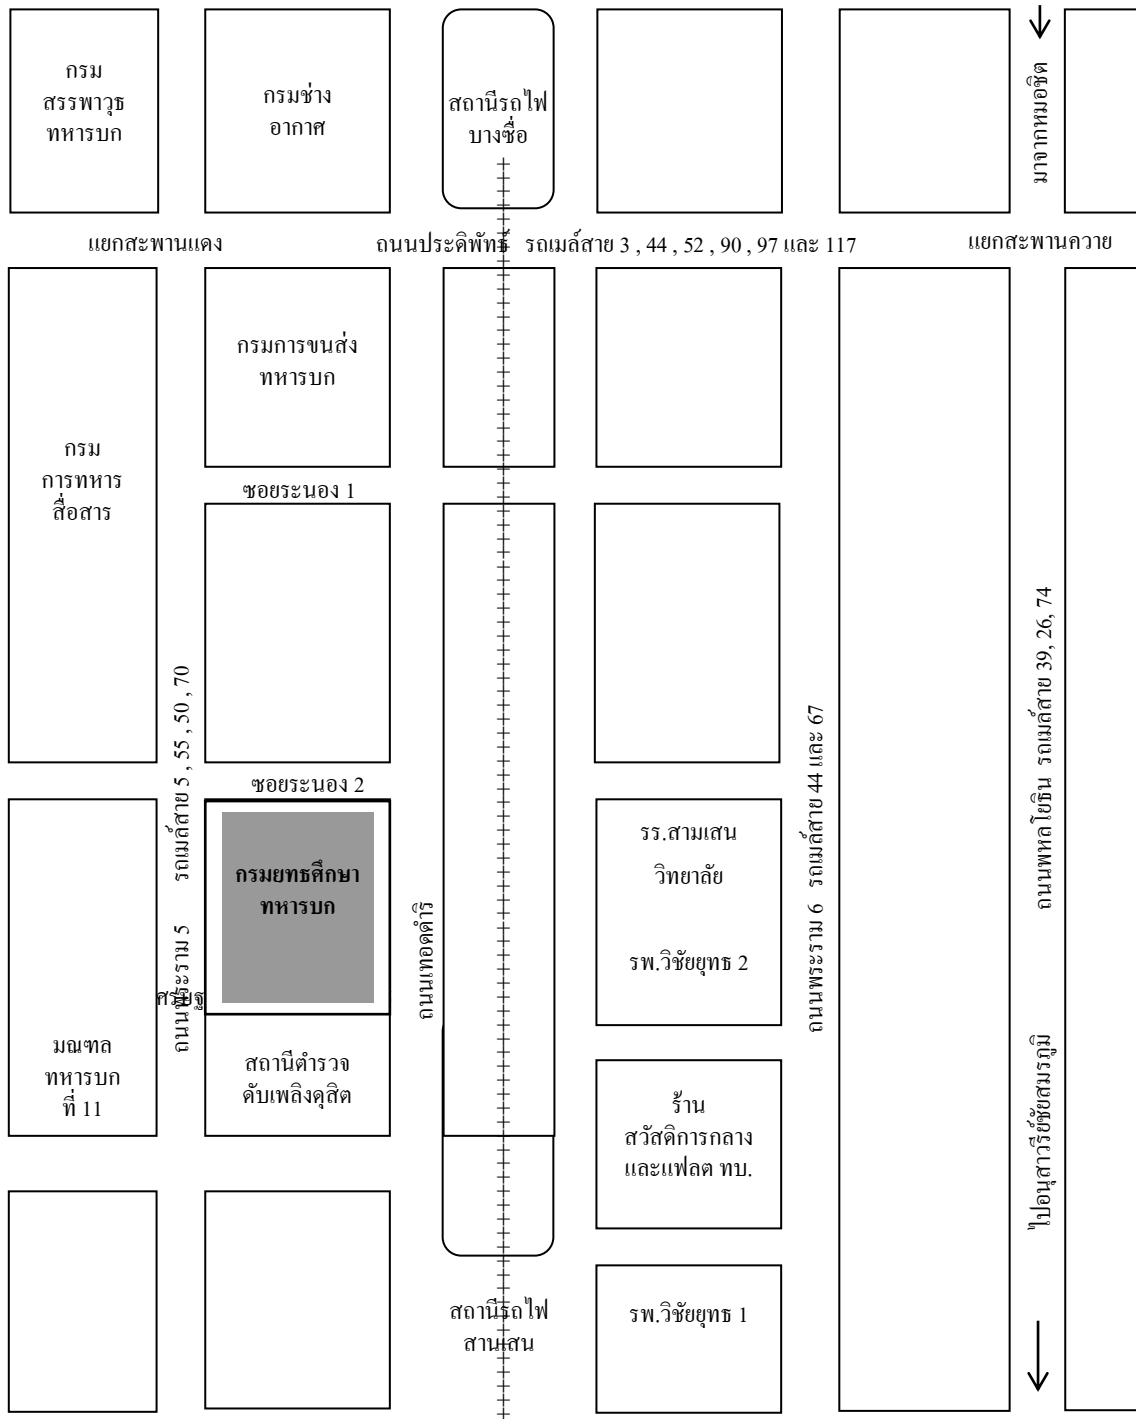 กรม
สรรพาวุธ
ทหารบก
กรมช่าง
อากาศ
สถานีรถไฟ
บางซื่อ
มาจากหมอชิต
แยกสะพานแดง
ถนนประดิพัทธ์ รถเมล์สาย 3 , 44 , 52 , 90 , 97 และ 117
แยกสะพานควาย
กรมการขนส่ง
ทหารบก
กรม
การทหาร
สื่อสาร
ซอยระนอง 1
ถนนพระราม 5 รถเมล์สาย 5 , 55 , 50 , 70
ซอยระนอง 2
กรมยุทธศึกษา
ทหารบก
ถนนเทอดดำริ
รร.สามเสน
วิทยาลัย
รพ.วิชัยยุทธ 2
ถนนพระราม 6 รถเมล์สาย 44 และ 67
ถนนพหลโยธิน รถเมล์สาย 39, 26, 74
มณฑล
ทหารบก
ที่ 11
สถานีตำรวจ
ดับเพลิงดุสิต
ร้าน
สวัสดิการกลาง
และแฟลต ทบ.
ไปอนุสาวรีย์ชัยสมรภูมิ
สถานีรถไฟ
สานเสน
รพ.วิชัยยุทธ 1